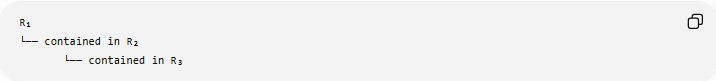 R₁
└── contained in R₂
└── contained in R₃